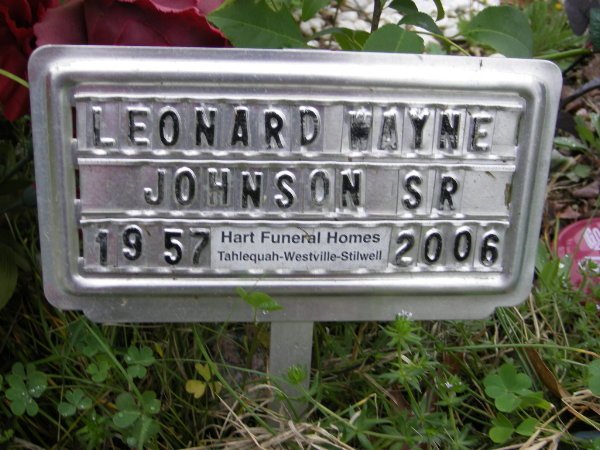 LEONARD WAYNE
JOHNSON SR
1957 Hart Funeral Homes 2006
Tahlequah-Westville-Stilwell